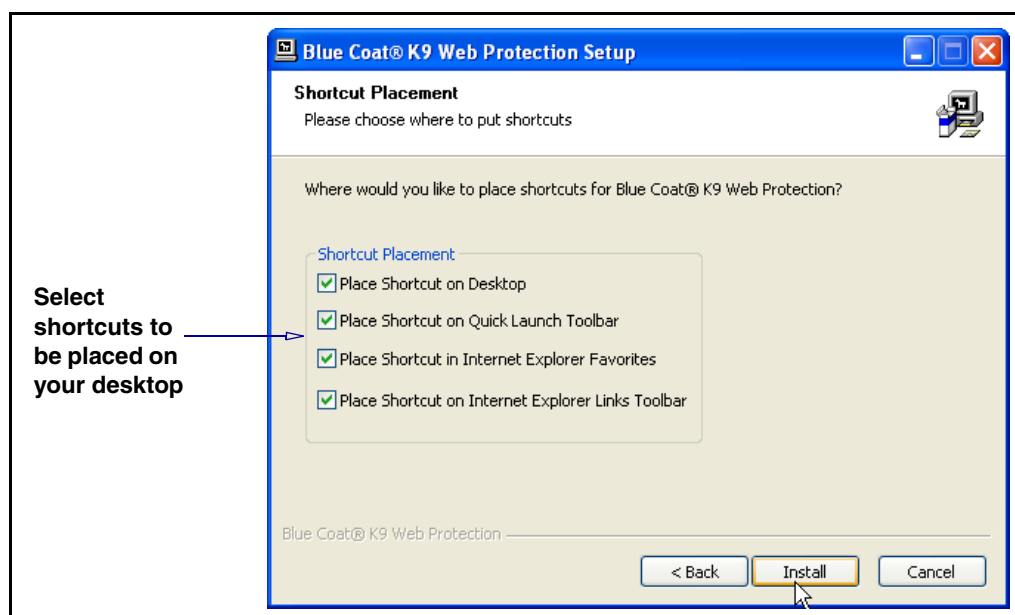 Blue Coat® K9 Web Protection Setup
Shortcut Placement
Please choose where to put shortcuts
Where would you like to place shortcuts for Blue Coat® K9 Web Protection?
Shortcut Placement
Place Shortcut on Desktop
Place Shortcut on Quick Launch Toolbar
Place Shortcut in Internet Explorer Favorites
Place Shortcut on Internet Explorer Links Toolbar
Select
shortcuts to
be placed on
your desktop
Blue Coat® K9 Web Protection
< Back
Install
Cancel